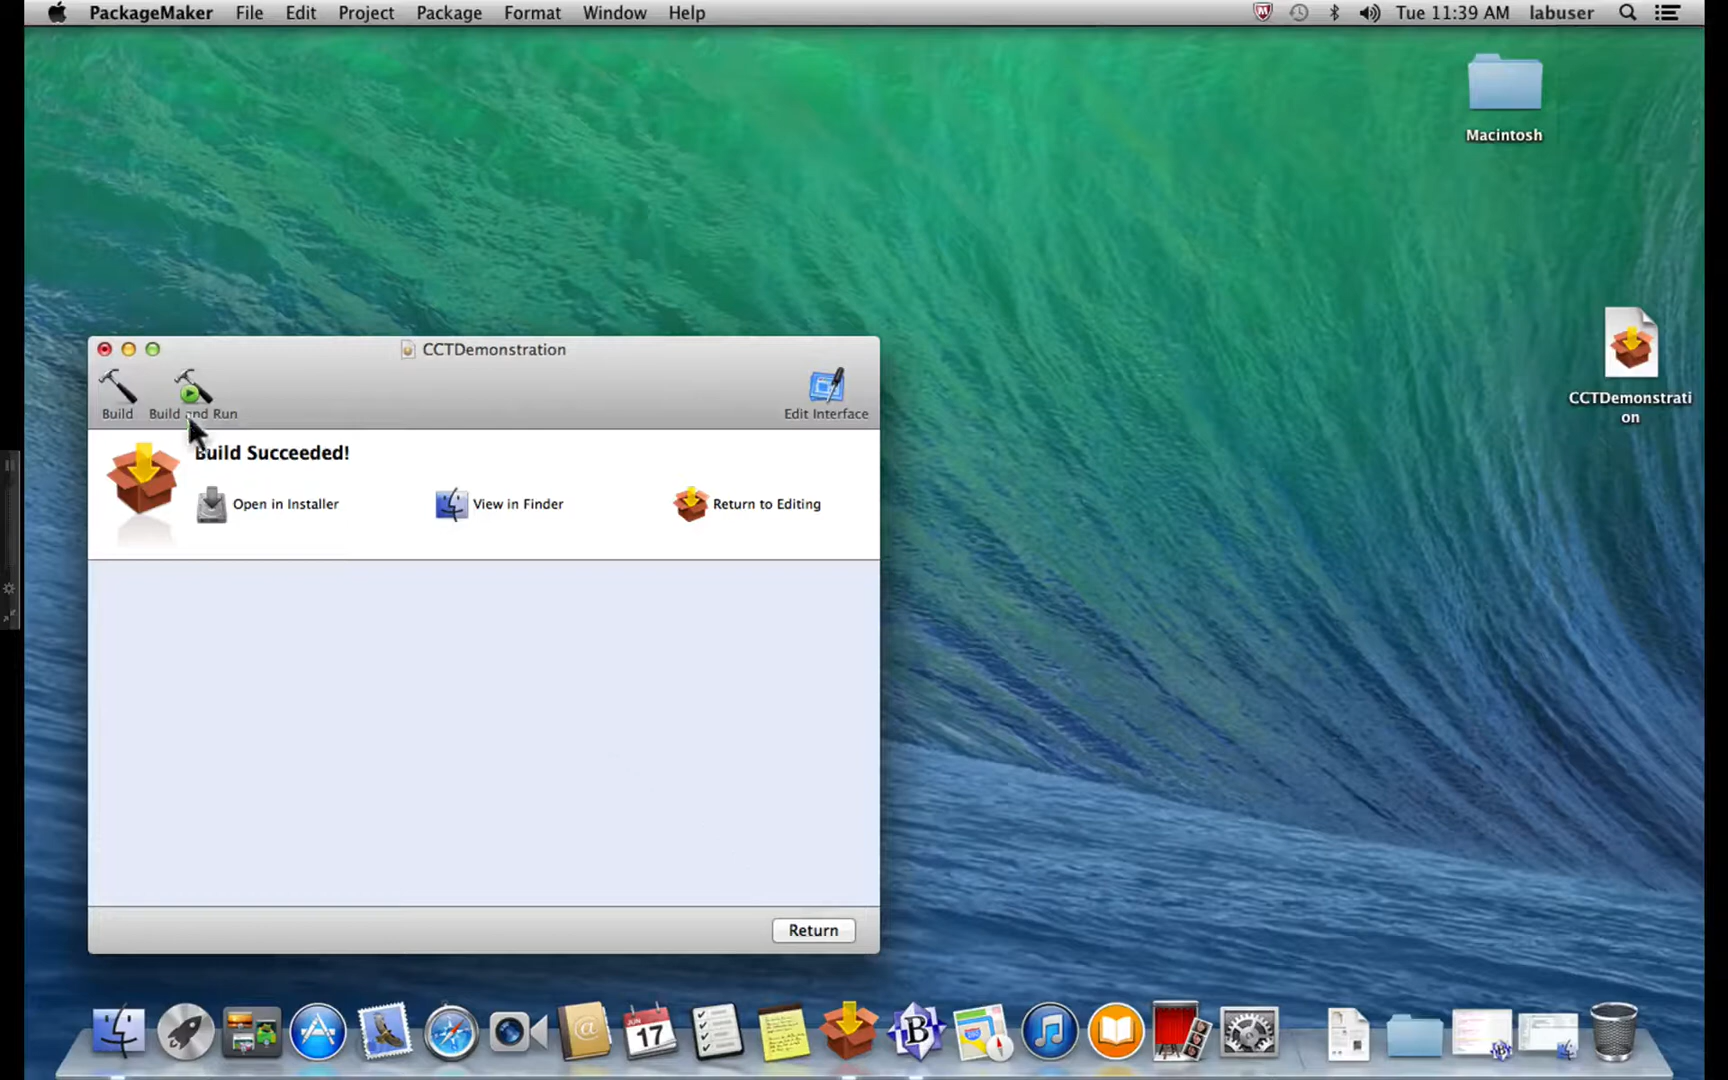 PackageMaker File Edit Project Package Format Window Help Tue 11:39 AM labuser
Macintosh
CCTDemonstrati
on
CCTDemonstration
Build Build and Run Edit Interface
Build Succeeded!
Open in Installer View in Finder Return to Editing
Return
JUN
17